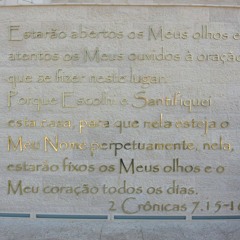 Estarão abertos os Meus olhos e
atentos os Meus ouvidos à oração
que se fizer neste lugar.
Porque Escolhi e Santifiquei
esta casa, para que nela esteja o
Meu Nome perpetuamente, nela,
estarão fixos os Meus olhos e o
Meu coração todos os dias.
2 Crônicas 7.15-16